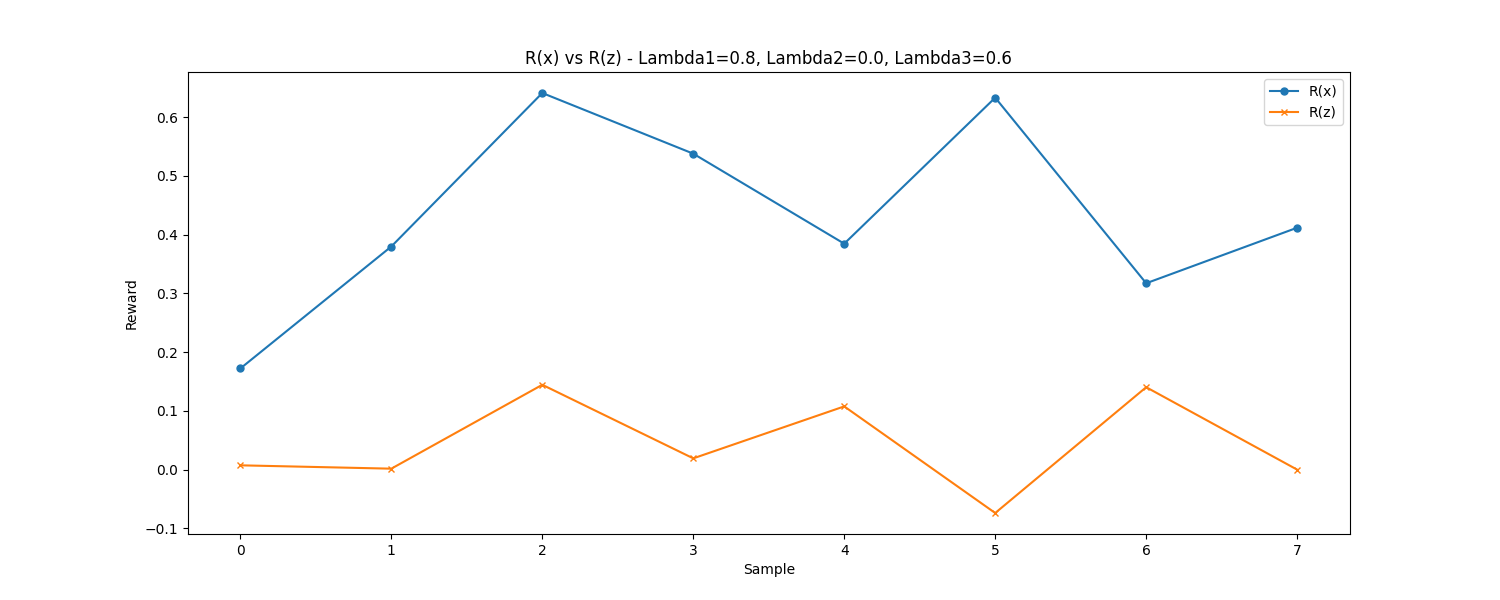 R(x) vs R(z) - Lambda1=0.8, Lambda2=0.0, Lambda3=0.6
R(x)
R(z)
0.6
0.5
0.4
0.3
0.2
0.1
0.0
−0.1
Reward
0 1 2 3 4 5 6 7
Sample